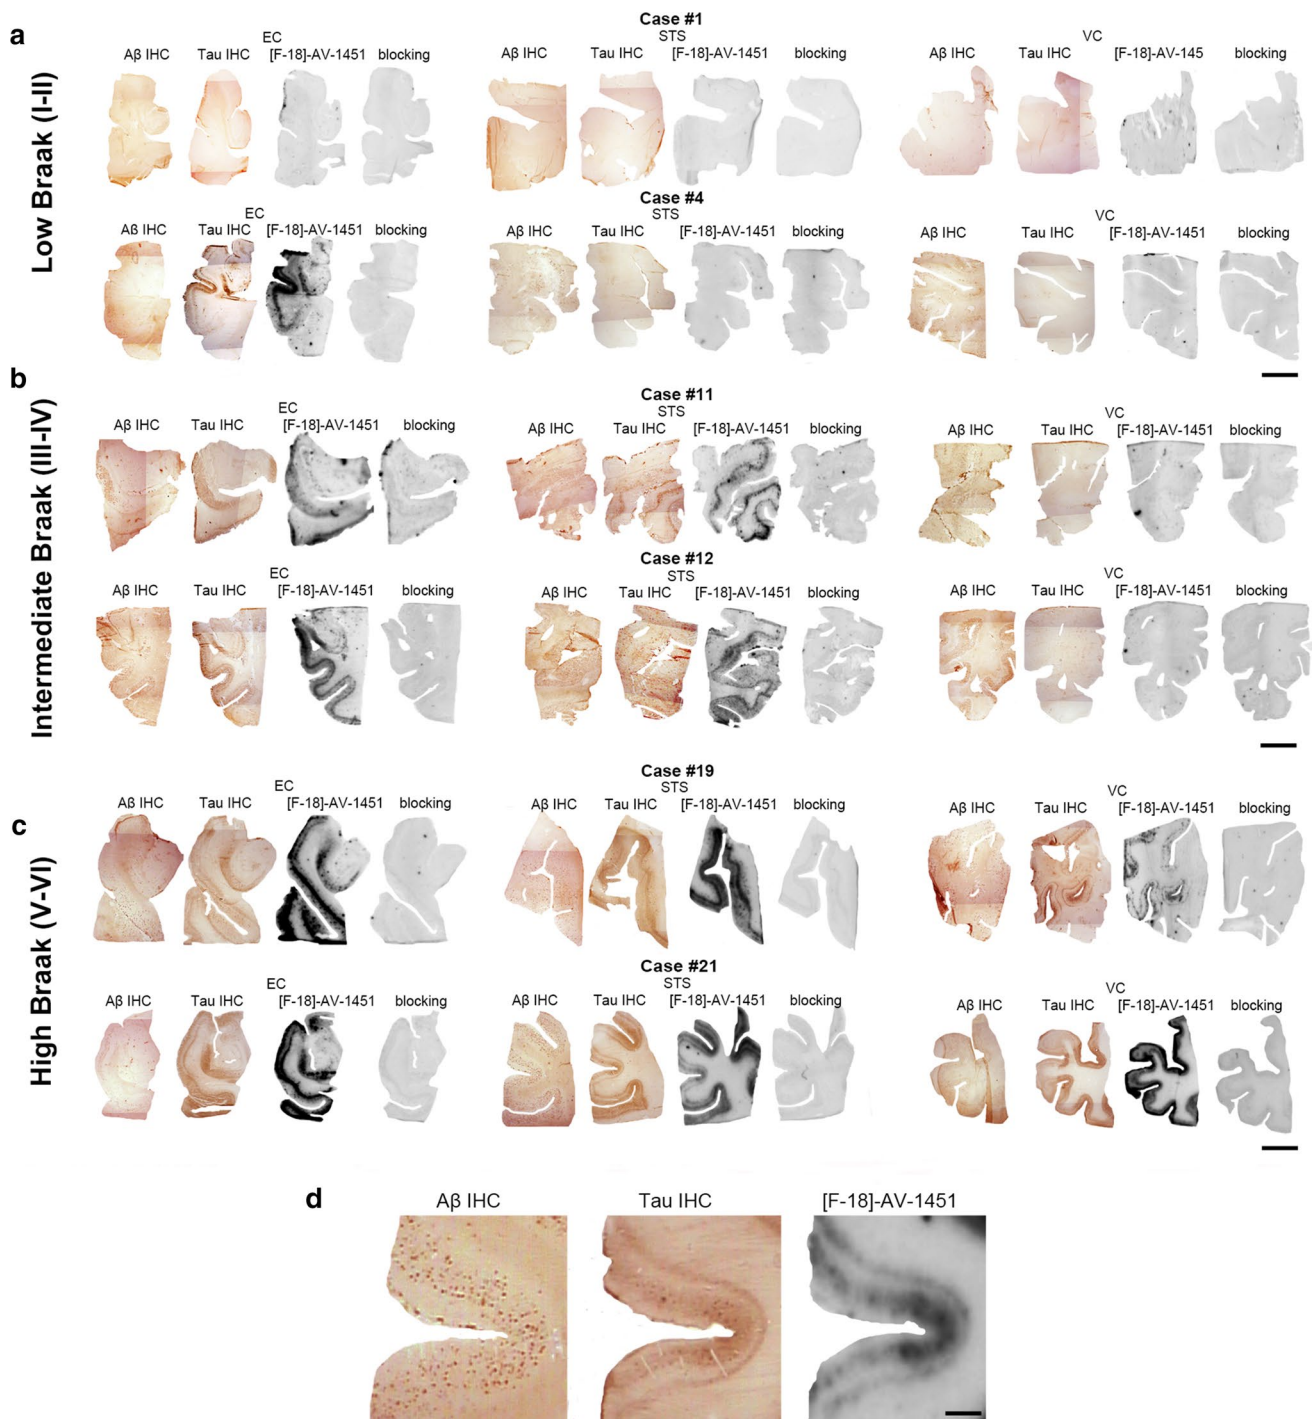 a
Low Braak (I-II)
Case #1
EC STS VC
Aβ IHC Tau IHC [F-18]-AV-1451 blocking Aβ IHC Tau IHC [F-18]-AV-1451 blocking Aβ IHC Tau IHC [F-18]-AV-145 blocking
Case #4
EC STS VC
Aβ IHC Tau IHC [F-18]-AV-1451 blocking Aβ IHC Tau IHC [F-18]-AV-1451 blocking Aβ IHC Tau IHC [F-18]-AV-1451 blocking
b
Intermediate Braak (III-IV)
Case #11
EC STS VC
Aβ IHC Tau IHC [F-18]-AV-1451 blocking Aβ IHC Tau IHC [F-18]-AV-1451 blocking Aβ IHC Tau IHC [F-18]-AV-1451 blocking
Case #12
EC STS VC
Aβ IHC Tau IHC [F-18]-AV-1451 blocking Aβ IHC Tau IHC [F-18]-AV-1451 blocking Aβ IHC Tau IHC [F-18]-AV-1451 blocking
c
High Braak (V-VI)
Case #19
EC STS VC
Aβ IHC Tau IHC [F-18]-AV-1451 blocking Aβ IHC Tau IHC [F-18]-AV-1451 blocking Aβ IHC Tau IHC [F-18]-AV-1451 blocking
Case #21
EC STS VC
Aβ IHC Tau IHC [F-18]-AV-1451 blocking Aβ IHC Tau IHC [F-18]-AV-1451 blocking Aβ IHC Tau IHC [F-18]-AV-1451 blocking
d
Aβ IHC Tau IHC [F-18]-AV-1451